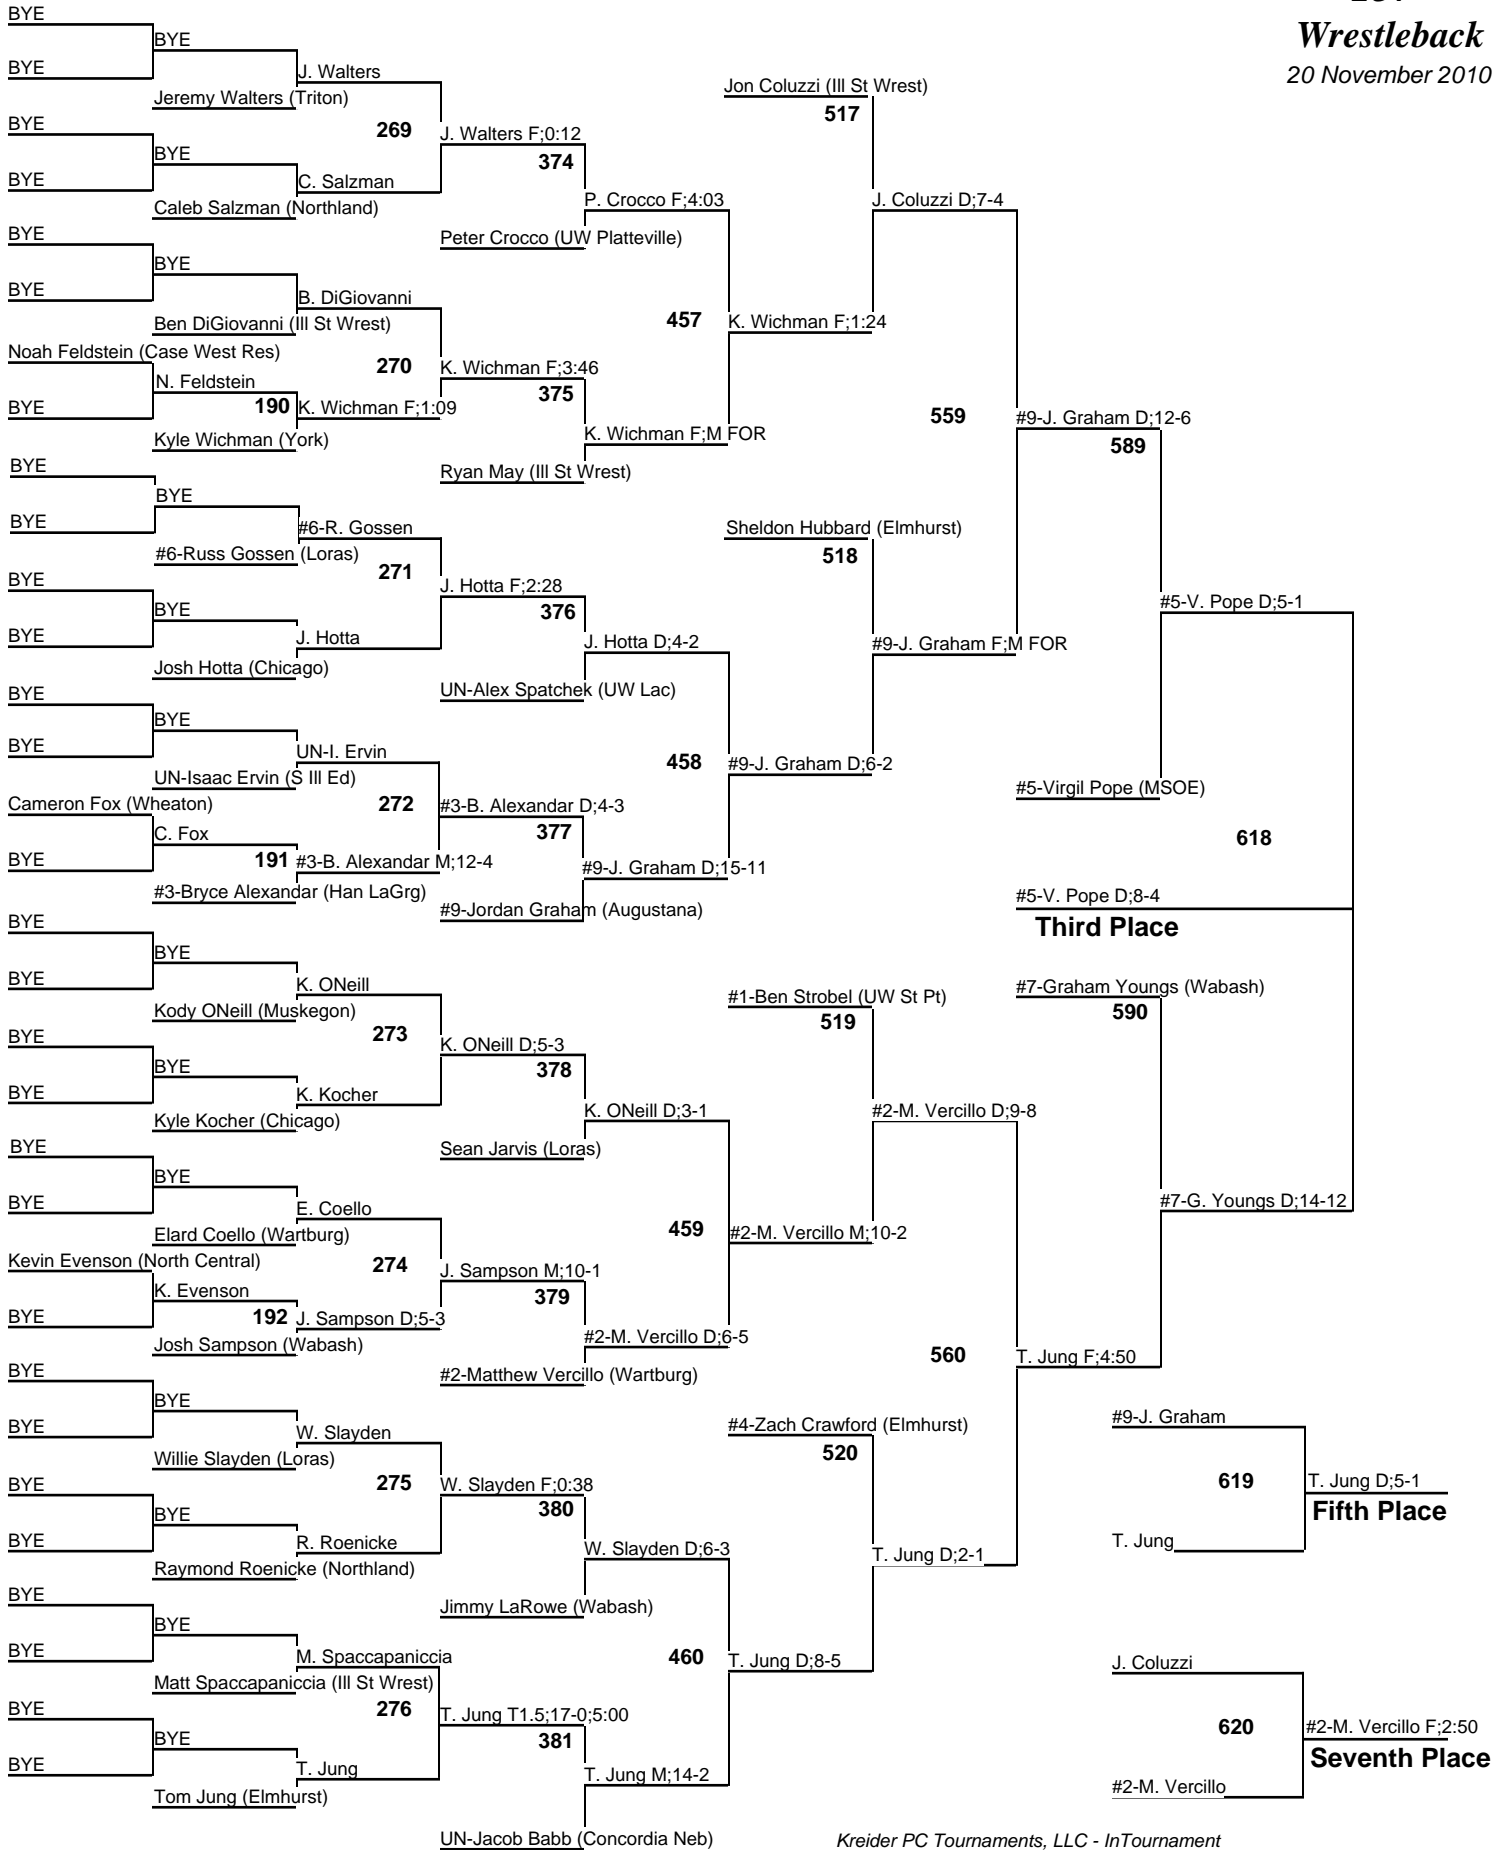 Wrestleback
20 November 2010
BYE
BYE
BYE
J. Walters
Jeremy Walters (Triton)
269
BYE
BYE
BYE
C. Salzman
Caleb Salzman (Northland)
J. Walters F;0:12
374
P. Crocco F;4:03
Peter Crocco (UW Platteville)
BYE
BYE
BYE
B. DiGiovanni
Ben DiGiovanni (Ill St Wrest)
Noah Feldstein (Case West Res)
270
N. Feldstein
BYE
190
K. Wichman F;1:09
Kyle Wichman (York)
K. Wichman F;3:46
375
K. Wichman F;M FOR
Ryan May (Ill St Wrest)
457
K. Wichman F;1:24
Jon Coluzzi (Ill St Wrest)
517
J. Coluzzi D;7-4
559
#9-J. Graham D;12-6
589
BYE
BYE
BYE
#6-R. Gossen
#6-Russ Gossen (Loras)
271
BYE
BYE
BYE
J. Hotta
Josh Hotta (Chicago)
J. Hotta F;2:28
376
J. Hotta D;4-2
UN-Alex Spatchek (UW Lac)
Sheldon Hubbard (Elmhurst)
518
#9-J. Graham F;M FOR
#5-V. Pope D;5-1
BYE
BYE
BYE
UN-I. Ervin
UN-Isaac Ervin (S Ill Ed)
Cameron Fox (Wheaton)
272
C. Fox
BYE
191
#3-B. Alexandar M;12-4
#3-Bryce Alexandar (Han LaGrg)
#3-B. Alexandar D;4-3
377
#9-J. Graham D;15-11
#9-Jordan Graham (Augustana)
458
#9-J. Graham D;6-2
#5-Virgil Pope (MSOE)
618
#5-V. Pope D;8-4
Third Place
BYE
BYE
BYE
K. ONeill
Kody ONeill (Muskegon)
273
BYE
BYE
BYE
K. Kocher
Kyle Kocher (Chicago)
K. ONeill D;5-3
378
K. ONeill D;3-1
Sean Jarvis (Loras)
#1-Ben Strobel (UW St Pt)
519
#2-M. Vercillo D;9-8
#7-Graham Youngs (Wabash)
590
#7-G. Youngs D;14-12
BYE
BYE
BYE
E. Coello
Elard Coello (Wartburg)
Kevin Evenson (North Central)
274
K. Evenson
BYE
192
J. Sampson D;5-3
Josh Sampson (Wabash)
J. Sampson M;10-1
379
#2-M. Vercillo D;6-5
#2-Matthew Vercillo (Wartburg)
459
#2-M. Vercillo M;10-2
560
T. Jung F;4:50
BYE
BYE
BYE
W. Slayden
Willie Slayden (Loras)
275
BYE
BYE
BYE
R. Roenicke
Raymond Roenicke (Northland)
W. Slayden F;0:38
380
W. Slayden D;6-3
Jimmy LaRowe (Wabash)
#4-Zach Crawford (Elmhurst)
520
T. Jung D;2-1
#9-J. Graham
619
T. Jung D;5-1
Fifth Place
T. Jung
BYE
BYE
BYE
M. Spaccapaniccia
Matt Spaccapaniccia (Ill St Wrest)
276
BYE
BYE
BYE
T. Jung
Tom Jung (Elmhurst)
T. Jung T1.5;17-0;5:00
381
T. Jung M;14-2
UN-Jacob Babb (Concordia Neb)
460
T. Jung D;8-5
J. Coluzzi
620
#2-M. Vercillo F;2:50
Seventh Place
#2-M. Vercillo
Kreider PC Tournaments, LLC - InTournament